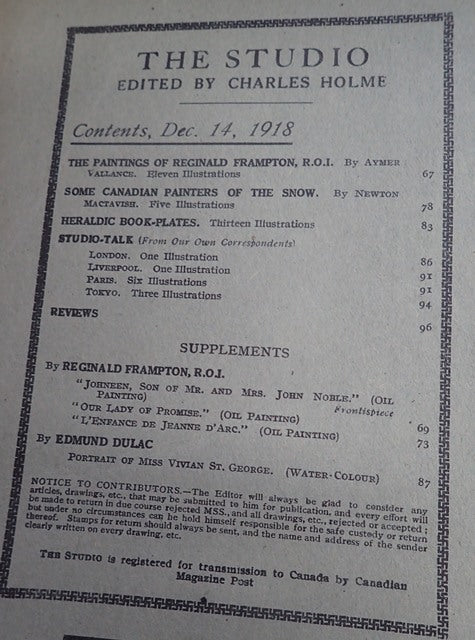 THE STUDIO
EDITED BY CHARLES HOLME
Contents, Dec. 14, 1918
THE PAINTINGS OF REGINALD FRAMPTON, R.O.I. By AYMER
VALLANCE. Eleven Illustrations 67
SOME CANADIAN PAINTERS OF THE SNOW. By NEWTON
MACTAVISH. Five Illustrations 78
HERALDIC BOOK-PLATES. Thirteen Illustrations 83
STUDIO-TALK (From Our Own Correspondents)
LONDON. One Illustration 86
LIVERPOOL. One Illustration 91
PARIS. Six Illustrations 91
TOKYO. Three Illustrations 94
REVIEWS 96
SUPPLEMENTS
By REGINALD FRAMPTON, R.O.I.
"JOHNEEN, SON OF MR. AND MRS. JOHN NOBLE." (OIL
PAINTING) Frontispiece
"OUR LADY OF PROMISE." (OIL PAINTING) 69
"L'ENFANCE DE JEANNE D'ARC." (OIL PAINTING) 73
By EDMUND DULAC
PORTRAIT OF MISS VIVIAN ST. GEORGE. (WATER-COLOUR) 87
NOTICE TO CONTRIBUTORS.—The Editor will always be glad to consider any
articles, drawings, etc., that may be submitted to him for publication, and every effort will
be made to return in due course rejected MSS., and all drawings, etc., rejected or accepted;
but under no circumstances can he hold himself responsible for the safe custody or return
thereof. Stamps for return should always be sent, and the name and address of the sender
clearly written on every drawing, etc.
THE STUDIO is registered for transmission to Canada by Canadian
Magazine Post